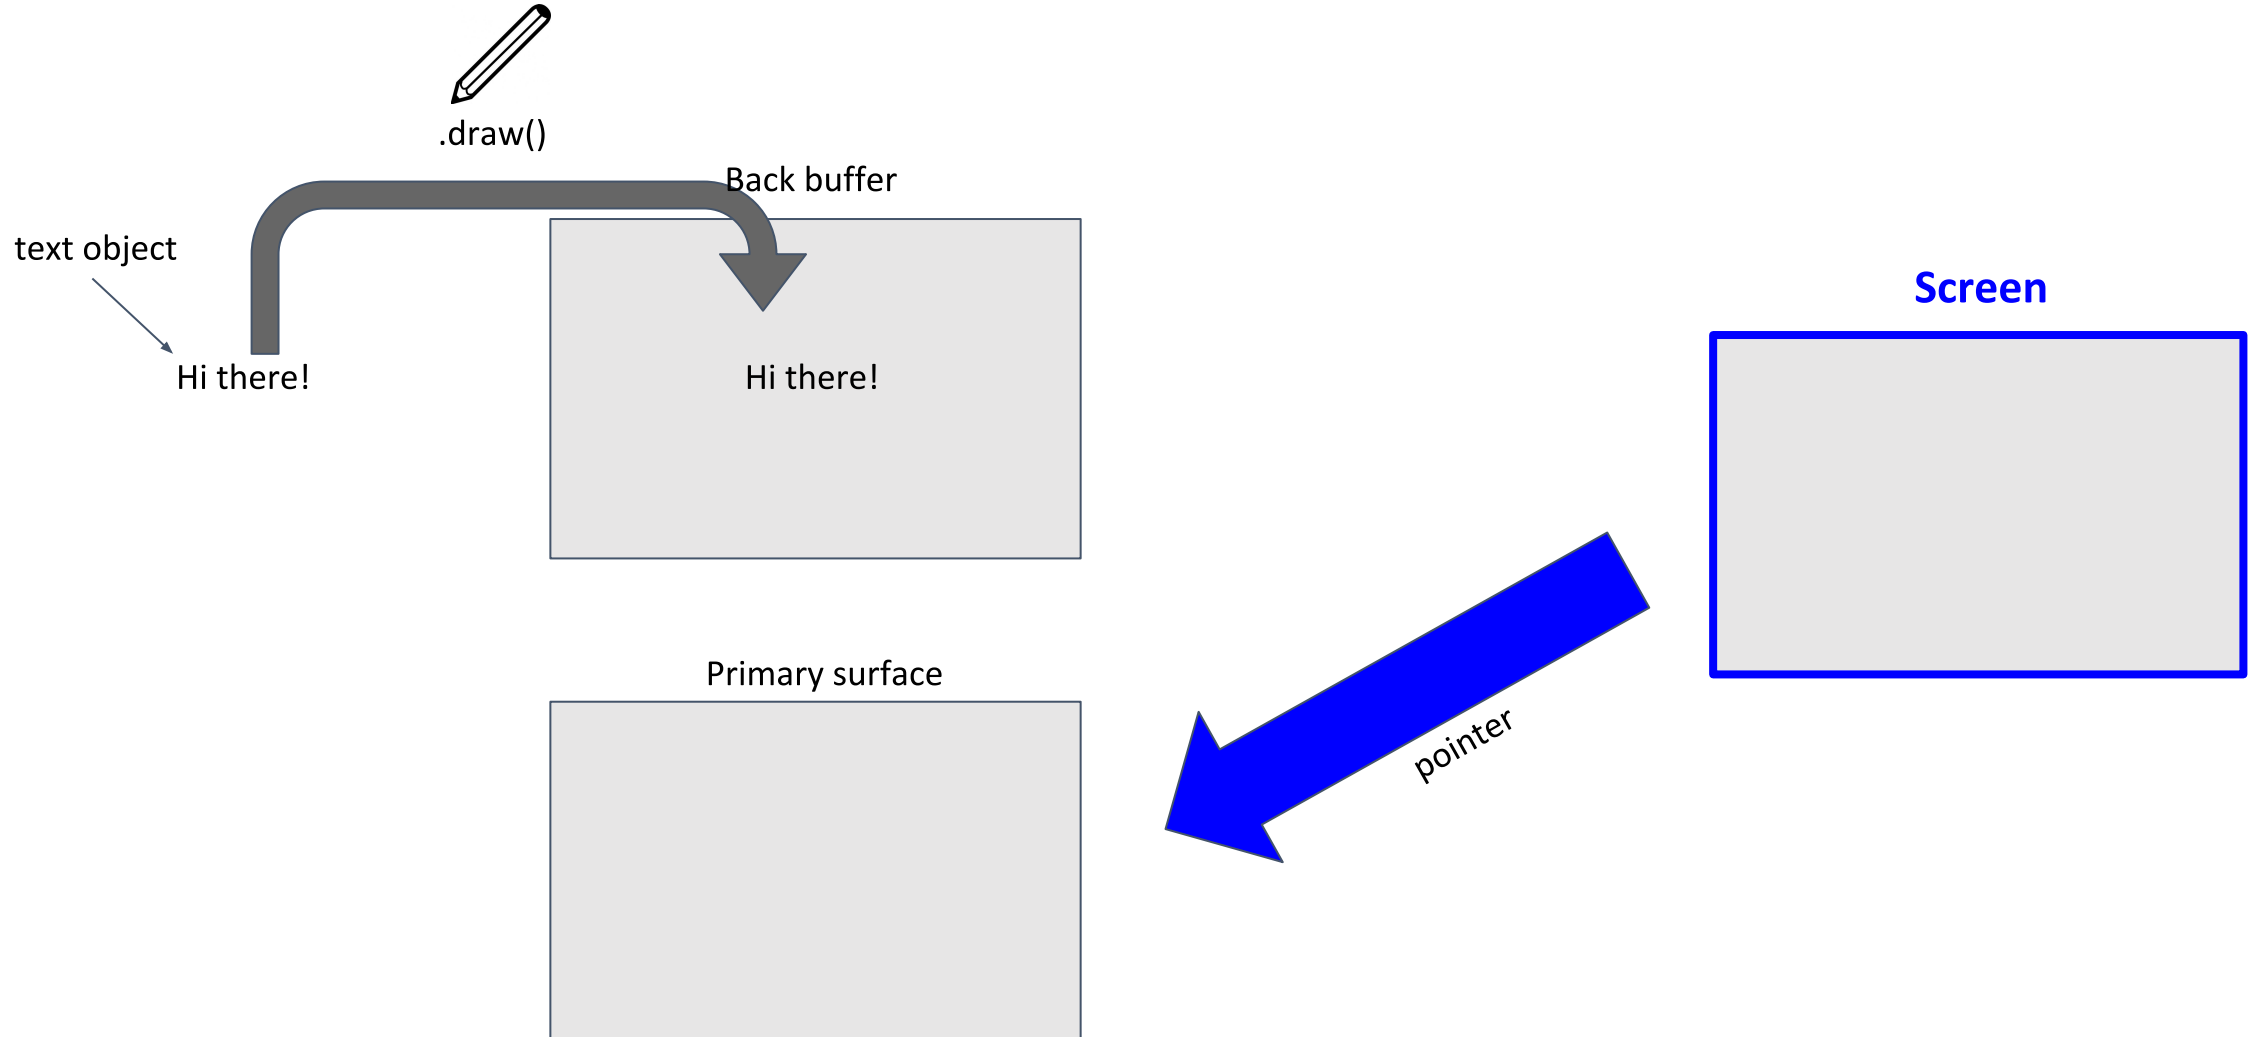 .draw()
Back buffer
text object
Hi there!
Hi there!
Screen
Primary surface
pointer